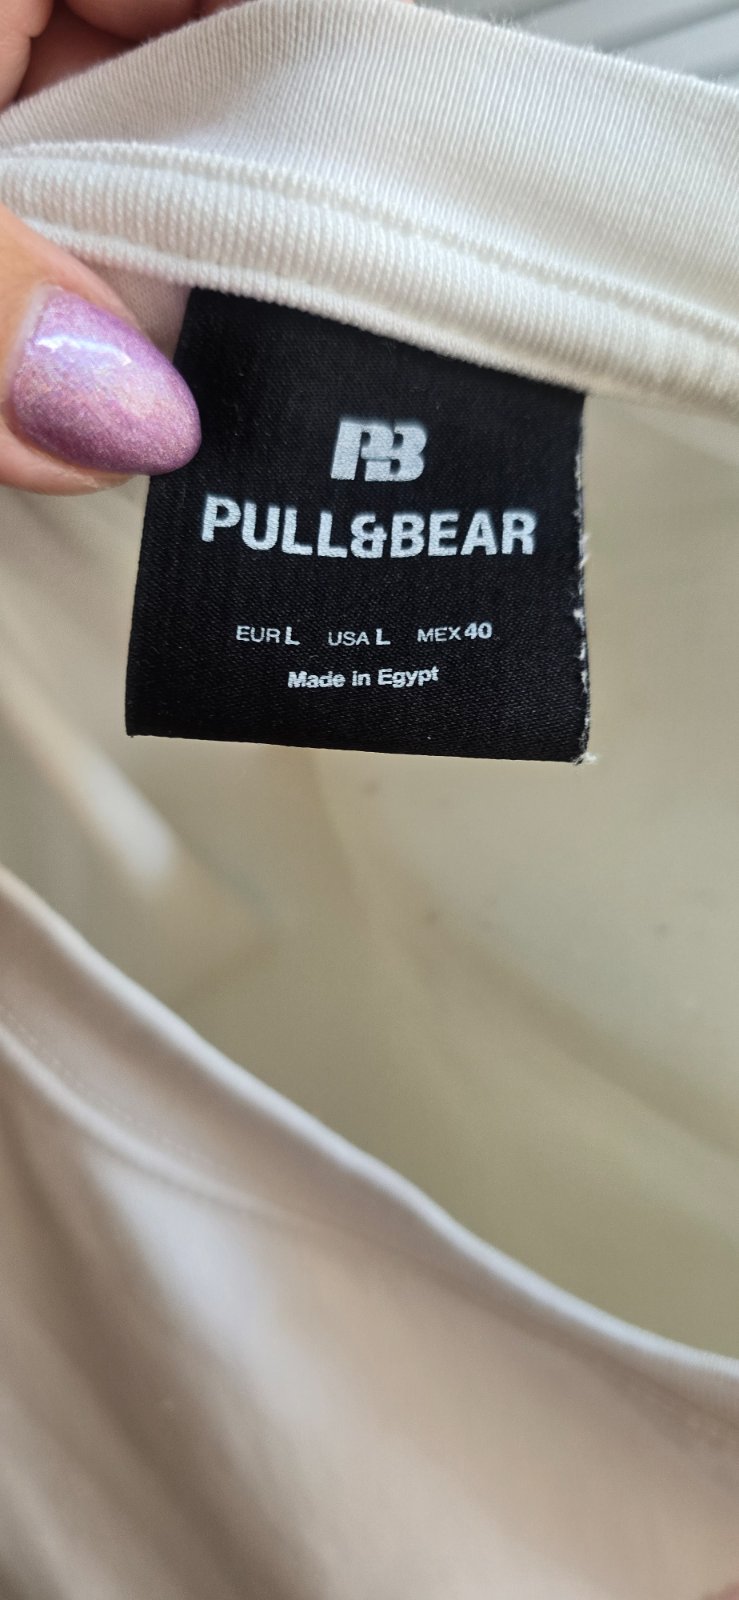 PB
PULL&BEAR
EUR L USA L MEX 40
Made in Egypt